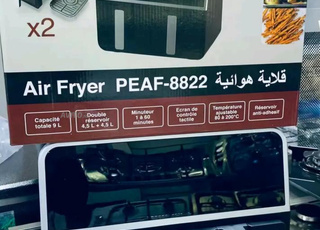 x2
Air Fryer PEAF-8822 قلاية هوائية
Capacité totale 9 L
Double réservoir 4,5 L + 4,5 L
Minuteur 1 à 60 minutes
Ecran de contrôle tactile
Température ajustable 80 à 200°C
Réservoir anti-adhésif